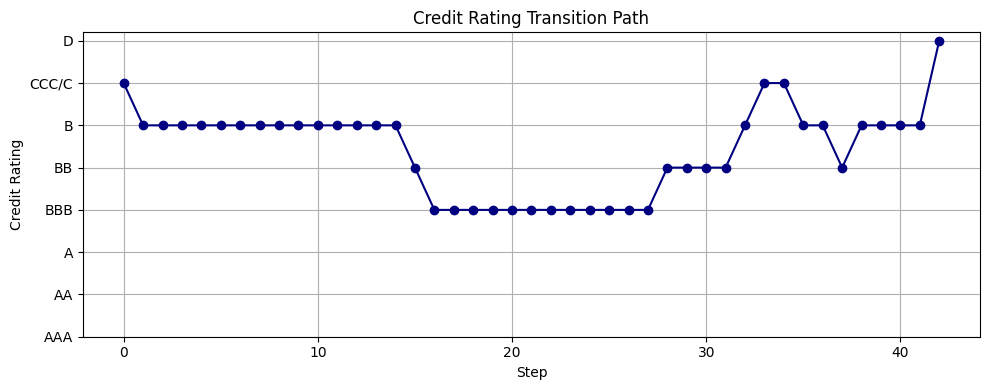 Credit Rating Transition Path
Credit Rating
D
CCC/C
B
BB
BBB
A
AA
AAA
0 10 20 30 40
Step